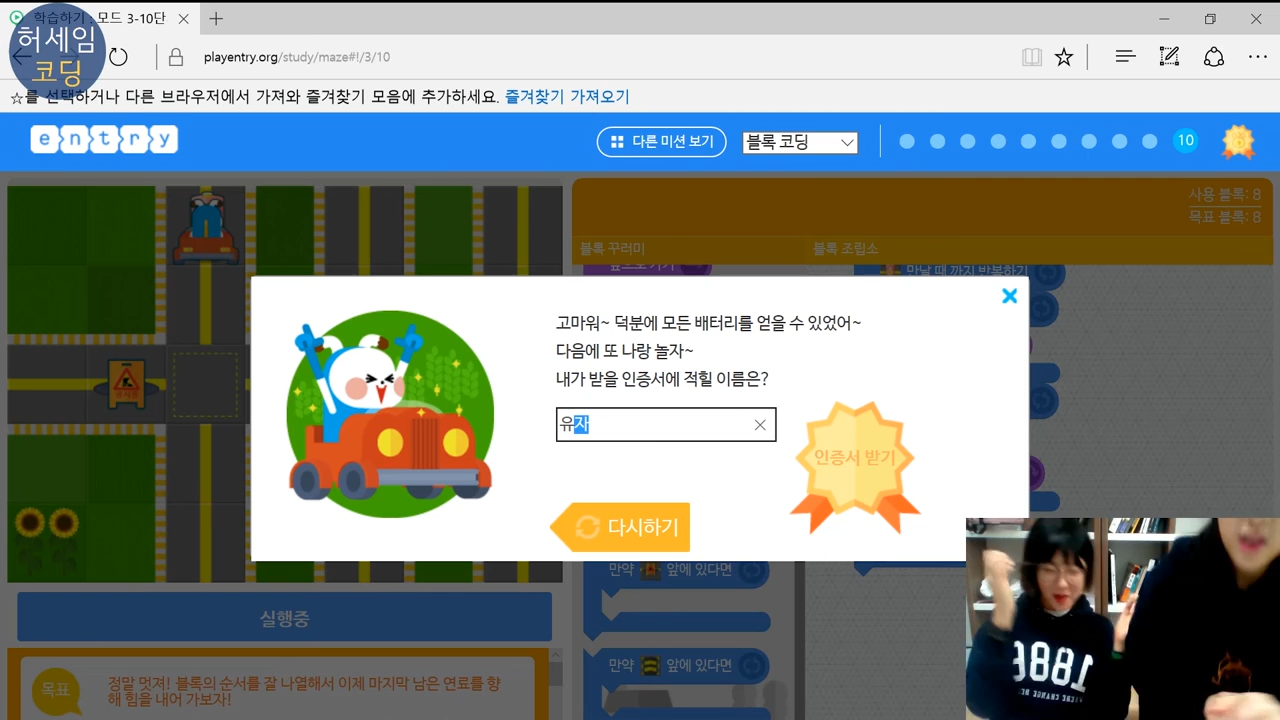 학습하기 : 모드 3-10단
허세임
코딩
playentry.org/study/maze#!/3/10
☆를 선택하거나 다른 브라우저에서 가져와 즐겨찾기 모음에 추가하세요. 즐겨찾기 가져오기
entry
다른 미션 보기
블록 코딩
10
사용 블록: 8
목표 블록: 8
블록 꾸러미
블록 조립소
앞으로 가기
만날 때 까지 반복하기
고마워~ 덕분에 모든 배터리를 얻을 수 있었어~
다음에 또 나랑 놀자~
내가 받을 인증서에 적힐 이름은?
유자
인증서 받기
다시하기
만약 앞에 있다면
만약 앞에 있다면
실행중
목표
정말 멋져! 블록의 순서를 잘 나열해서 이제 마지막 남은 연료를 향
해 힘을 내어 가보자!
1886